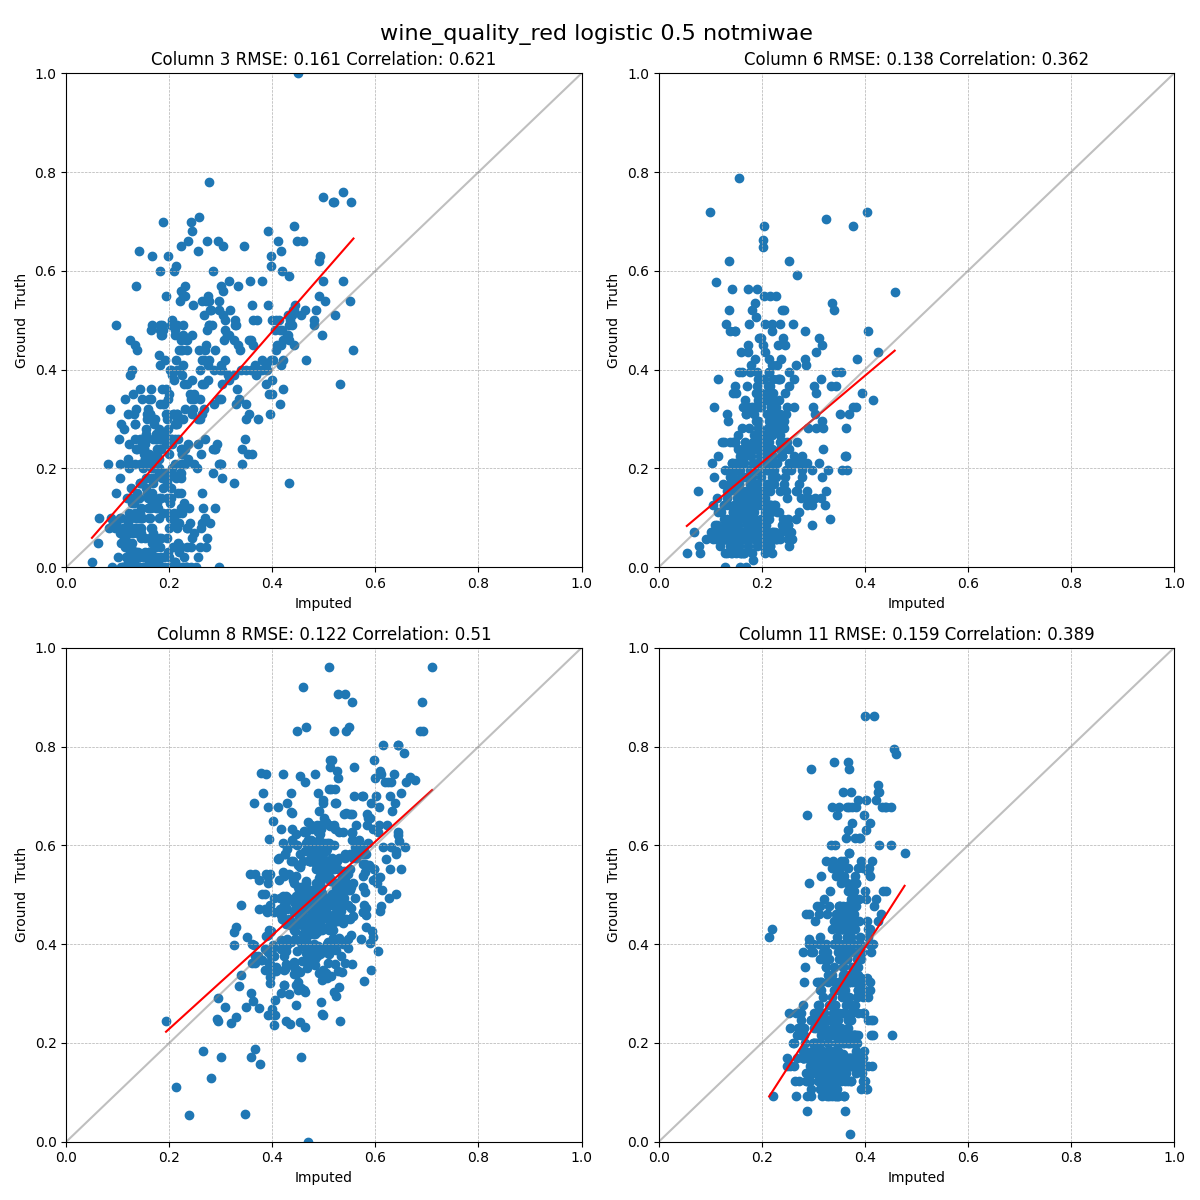 wine_quality_red logistic 0.5 notmiwae
Column 3 RMSE: 0.161 Correlation: 0.621
1.0
0.8
0.6
0.4
0.2
0.0
Ground Truth
0.0 0.2 0.4 0.6 0.8 1.0
Imputed
Column 6 RMSE: 0.138 Correlation: 0.362
1.0
0.8
0.6
0.4
0.2
0.0
Ground Truth
0.0 0.2 0.4 0.6 0.8 1.0
Imputed
Column 8 RMSE: 0.122 Correlation: 0.51
1.0
0.8
0.6
0.4
0.2
0.0
Ground Truth
0.0 0.2 0.4 0.6 0.8 1.0
Imputed
Column 11 RMSE: 0.159 Correlation: 0.389
1.0
0.8
0.6
0.4
0.2
0.0
Ground Truth
0.0 0.2 0.4 0.6 0.8 1.0
Imputed